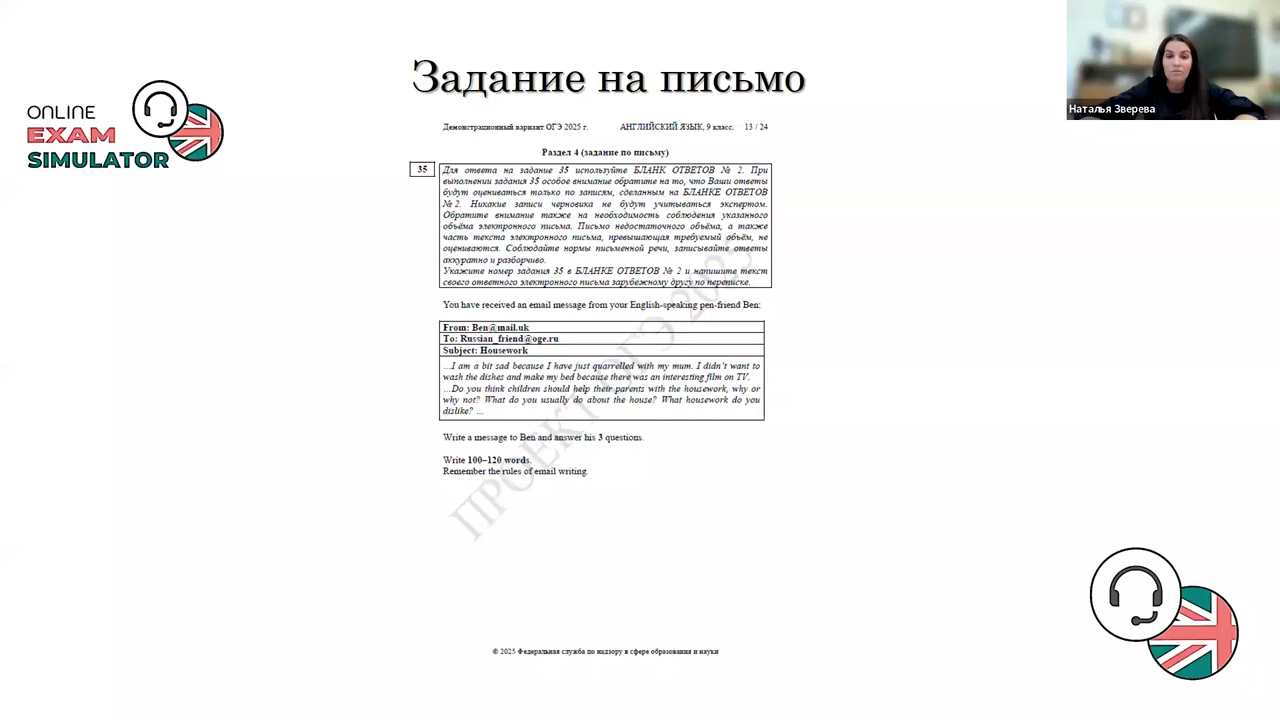 Задание на письмо
ONLINE
EXAM
SIMULATOR
Наталья Зверева
Демонстрационный вариант ОГЭ 2025 г. АНГЛИЙСКИЙ ЯЗЫК, 9 класс. 13 / 24
Раздел 4 (задание по письму)
35
Для ответа на задание 35 используйте БЛАНК ОТВЕТОВ № 2. При
выполнении задания 35 особое внимание обратите на то, что Ваши ответы
будут оцениваться только по записям, сделанным на БЛАНКЕ ОТВЕТОВ
№ 2. Никакие записи черновика не будут учитываться экспертом.
Обратите внимание также на необходимость соблюдения указанного
объёма электронного письма. Письмо недостаточного объёма, а также
часть текста электронного письма, превышающая требуемый объём, не
оцениваются. Соблюдайте нормы письменной речи, записывайте ответы
аккуратно и разборчиво.
Укажите номер задания 35 в БЛАНКЕ ОТВЕТОВ № 2 и напишите текст
своего ответного электронного письма зарубежному другу по переписке.
You have received an email message from your English-speaking pen-friend Ben:
From: Ben@mail.uk
To: Russian_friend@oge.ru
Subject: Housework
…I am a bit sad because I have just quarrelled with my mum. I didn't want to
wash the dishes and make my bed because there was an interesting film on TV.
…Do you think children should help their parents with the housework, why or
why not? What do you usually do about the house? What housework do you
dislike? …
Write a message to Ben and answer his 3 questions.
Write 100–120 words.
Remember the rules of email writing.
ПРОЕКТ ОГЭ 2025
© 2025 Федеральная служба по надзору в сфере образования и науки